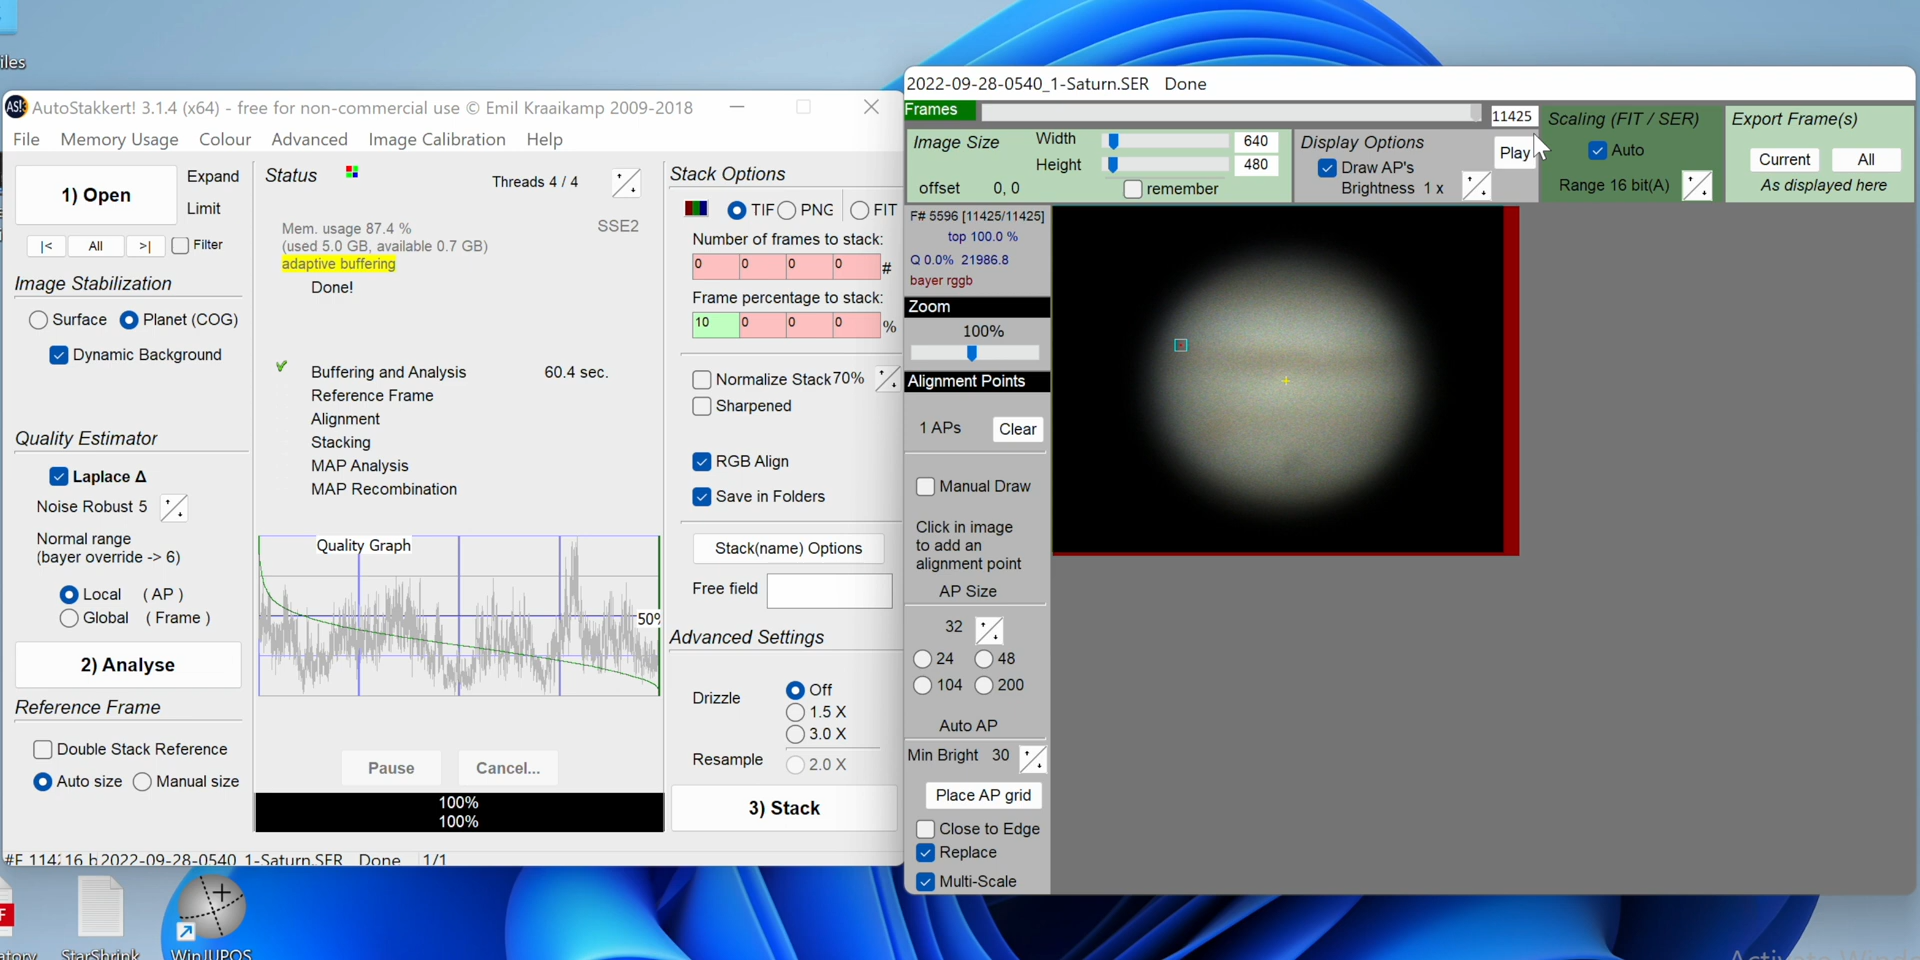 iles
AS!3 AutoStakkert! 3.1.4 (x64) - free for non-commercial use © Emil Kraaikamp 2009-2018
File Memory Usage Colour Advanced Image Calibration Help
1) Open
Expand
Limit
|< All >| Filter
Image Stabilization
Surface Planet (COG)
Dynamic Background
Quality Estimator
Laplace Δ
Noise Robust 5
Normal range
(bayer override -> 6)
Local (AP)
Global (Frame)
2) Analyse
Reference Frame
Double Stack Reference
Auto size Manual size
Status
Threads 4 / 4
SSE2
Mem. usage 87.4 %
(used 5.0 GB, available 0.7 GB)
adaptive buffering
Done!
Buffering and Analysis 60.4 sec.
Reference Frame
Alignment
Stacking
MAP Analysis
MAP Recombination
Quality Graph
50%
Pause Cancel...
100%
100%
Stack Options
TIF PNG FIT
Number of frames to stack:
0 0 0 0 #
Frame percentage to stack:
10 0 0 0 %
Normalize Stack 70%
Sharpened
RGB Align
Save in Folders
Stack(name) Options
Free field
Advanced Settings
Drizzle
Off
1.5 X
3.0 X
Resample 2.0 X
3) Stack
2022-09-28-0540_1-Saturn.SER Done 1/1
2022-09-28-0540_1-Saturn.SER Done
Frames 11425
Image Size
Width 640
Height 480
offset 0, 0 remember
Display Options
Play
Draw AP's
Brightness 1 x
Scaling (FIT / SER)
Auto
Range 16 bit(A)
Export Frame(s)
Current All
As displayed here
F# 5596 [11425/11425]
top 100.0 %
Q 0.0% 21986.8
bayer rggb
Zoom
100%
Alignment Points
1 APs Clear
Manual Draw
Click in image
to add an
alignment point
AP Size
32
24 48
104 200
Auto AP
Min Bright 30
Place AP grid
Close to Edge
Replace
Multi-Scale
StarShrink
WinJUPOS